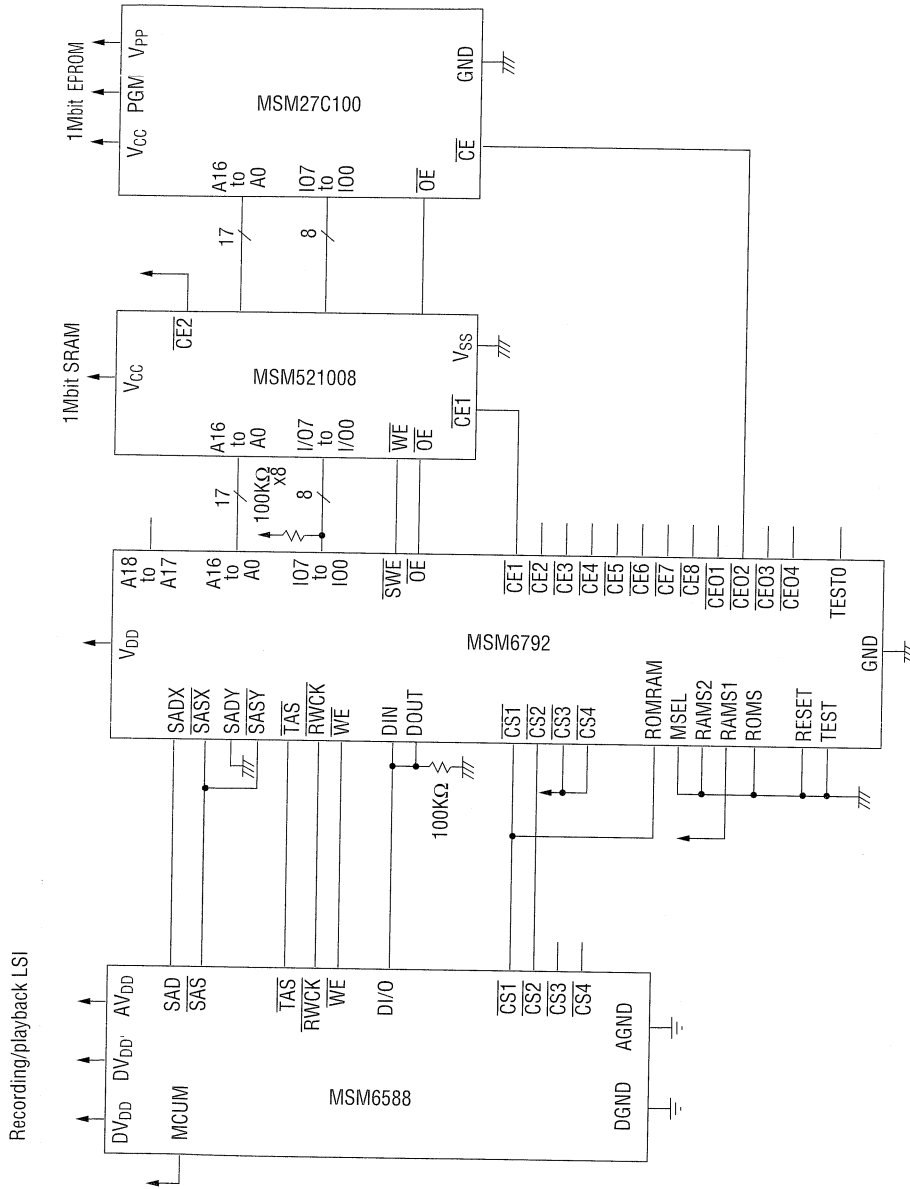 Recording/playback LSI
DVDD
DVDD'
AVDD
MCUM
MSM6588
SAD
SAS
TAS
RWCK
WE
DI/O
CS1
CS2
CS3
CS4
DGND
AGND
VDD
MSM6792
SADX
SASX
SADY
SASY
TAS
RWCK
WE
DIN
DOUT
100KΩ
CS1
CS2
CS3
CS4
ROMRAM
MSEL
RAMS2
RAMS1
ROMS
RESET
TEST
A18
to
A17
A16
to
A0
IO7
to
IO0
SWE
OE
CE1
CE2
CE3
CE4
CE5
CE6
CE7
CE8
CEO1
CEO2
CEO3
CEO4
TESTO
GND
17
100KΩ
x8
8
1Mbit SRAM
VCC
CE2
MSM521008
A16
to
A0
I/O7
to
I/O0
WE
OE
CE1
VSS
17
8
1Mbit EPROM
VCC
PGM
VPP
MSM27C100
A16
to
A0
IO7
to
IO0
OE
CE
GND